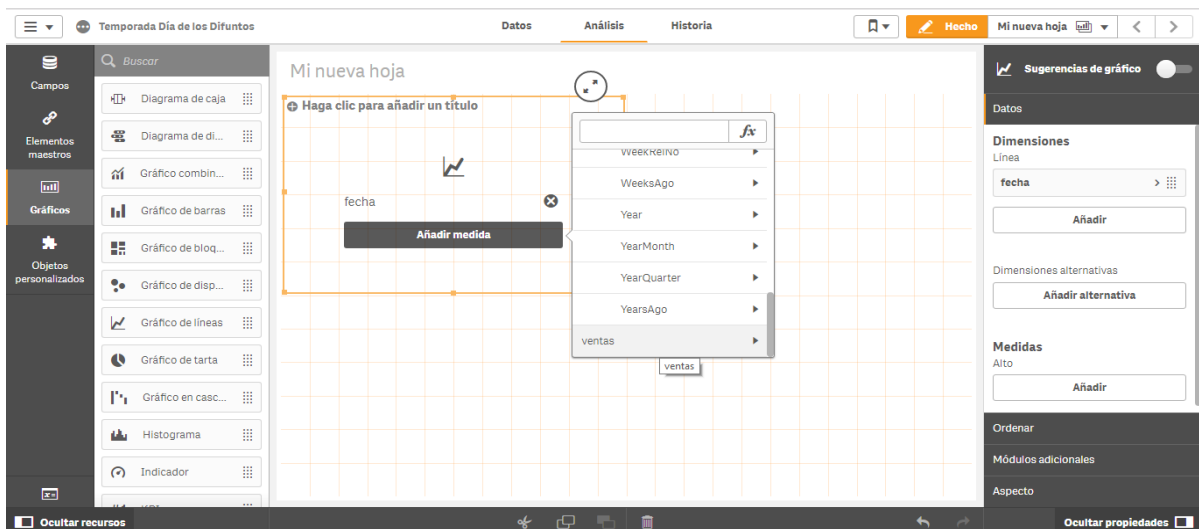 Temporada Día de los Difuntos
Datos
Análisis
Historia
Hecho
Mi nueva hoja
Campos
Elementos maestros
Gráficos
Objetos personalizados
Buscar
Diagrama de caja
Diagrama de di...
Gráfico combin...
Gráfico de barras
Gráfico de bloq...
Gráfico de disp...
Gráfico de líneas
Gráfico de tarta
Gráfico en casc...
Histograma
Indicador
Mi nueva hoja
Haga clic para añadir un título
fecha
Añadir medida
fx
WeekRelNo
WeeksAgo
Year
YearMonth
YearQuarter
YearsAgo
ventas
ventas
Sugerencias de gráfico
Datos
Dimensiones
Línea
fecha
Añadir
Dimensiones alternativas
Añadir alternativa
Medidas
Alto
Añadir
Ordenar
Módulos adicionales
Aspecto
Ocultar recursos
Ocultar propiedades